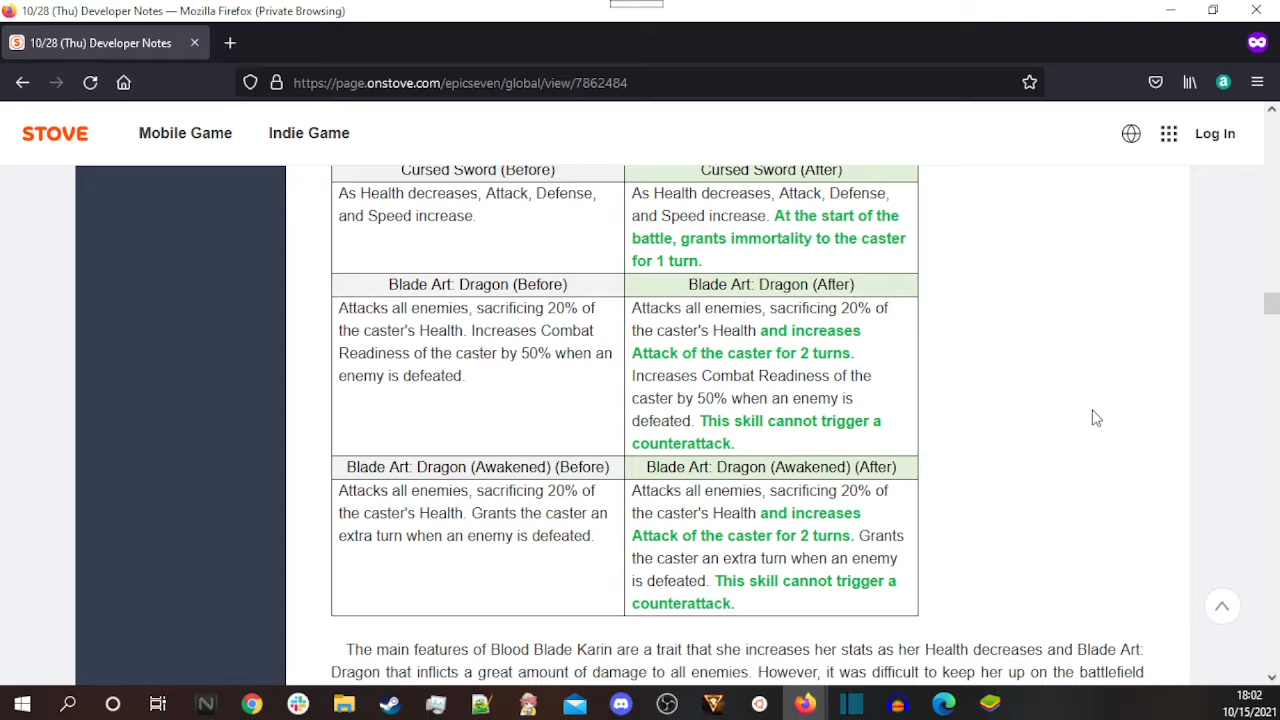 10/28 (Thu) Developer Notes — Mozilla Firefox (Private Browsing)
10/28 (Thu) Developer Notes
https://page.onstove.com/epicseven/global/view/7862484
STOVE
Mobile Game
Indie Game
Log In
Cursed Sword (Before)
Cursed Sword (After)
As Health decreases, Attack, Defense,
and Speed increase.
As Health decreases, Attack, Defense,
and Speed increase. At the start of the
battle, grants immortality to the caster
for 1 turn.
Blade Art: Dragon (Before)
Blade Art: Dragon (After)
Attacks all enemies, sacrificing 20% of
the caster's Health. Increases Combat
Readiness of the caster by 50% when an
enemy is defeated.
Attacks all enemies, sacrificing 20% of
the caster's Health and increases
Attack of the caster for 2 turns.
Increases Combat Readiness of the
caster by 50% when an enemy is
defeated. This skill cannot trigger a
counterattack.
Blade Art: Dragon (Awakened) (Before)
Blade Art: Dragon (Awakened) (After)
Attacks all enemies, sacrificing 20% of
the caster's Health. Grants the caster an
extra turn when an enemy is defeated.
Attacks all enemies, sacrificing 20% of
the caster's Health and increases
Attack of the caster for 2 turns. Grants
the caster an extra turn when an enemy
is defeated. This skill cannot trigger a
counterattack.
The main features of Blood Blade Karin are a trait that she increases her stats as her Health decreases and Blade Art:
Dragon that inflicts a great amount of damage to all enemies. However, it was difficult to keep her up on the battlefield
18:02
10/15/2021